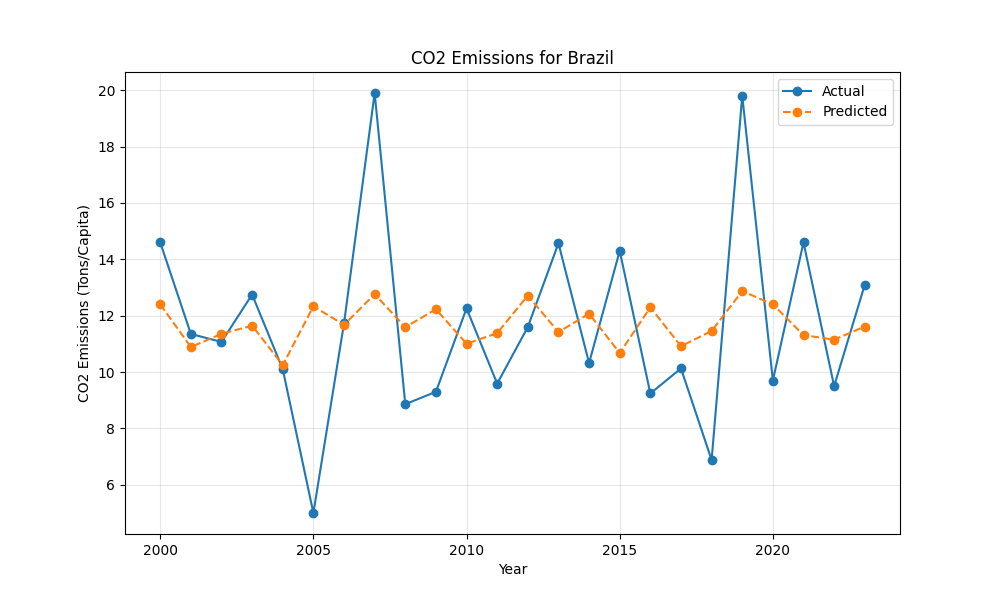 CO2 Emissions for Brazil
Actual
Predicted
CO2 Emissions (Tons/Capita)
20
18
16
14
12
10
8
6
2000 2005 2010 2015 2020
Year